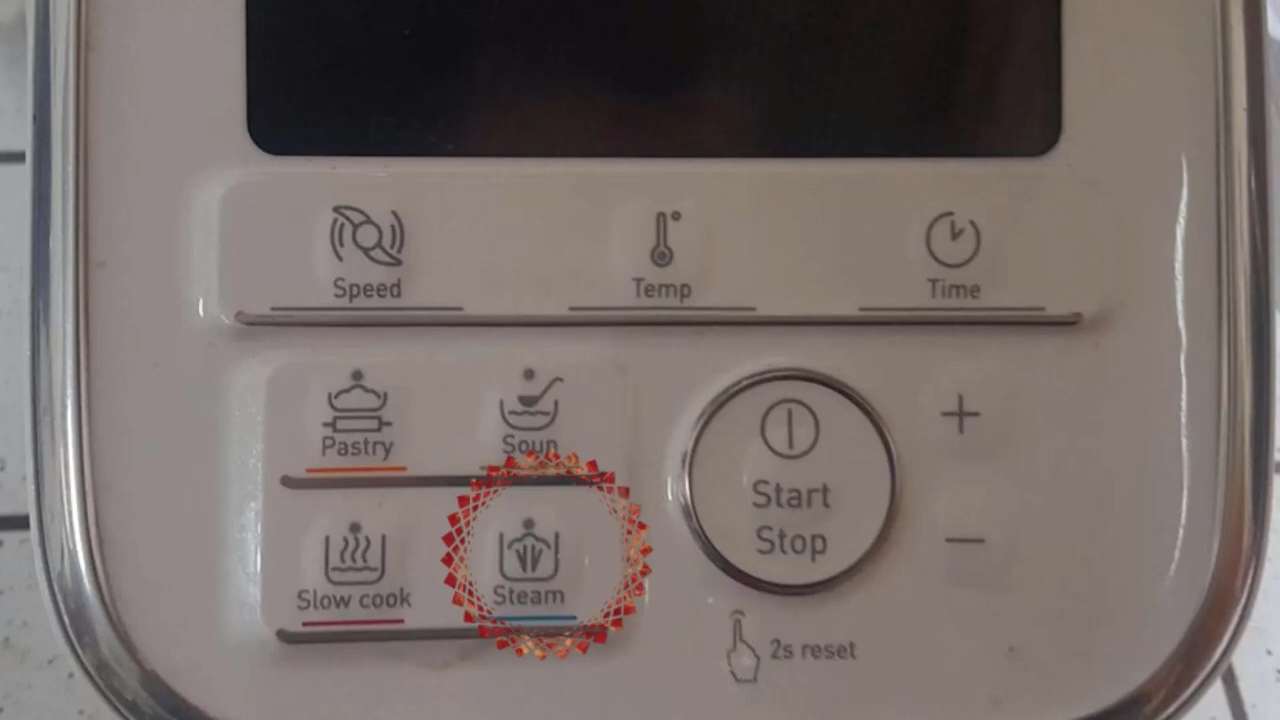 Speed Temp Time
Pastry Soup
Slow cook Steam
Start
Stop
2s reset